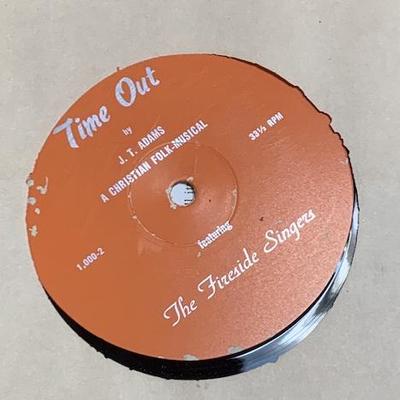 Time Out
by
J. T. ADAMS
A CHRISTIAN FOLK-MUSICAL
33⅓ RPM
1,000-2
featuring
The Fireside Singers